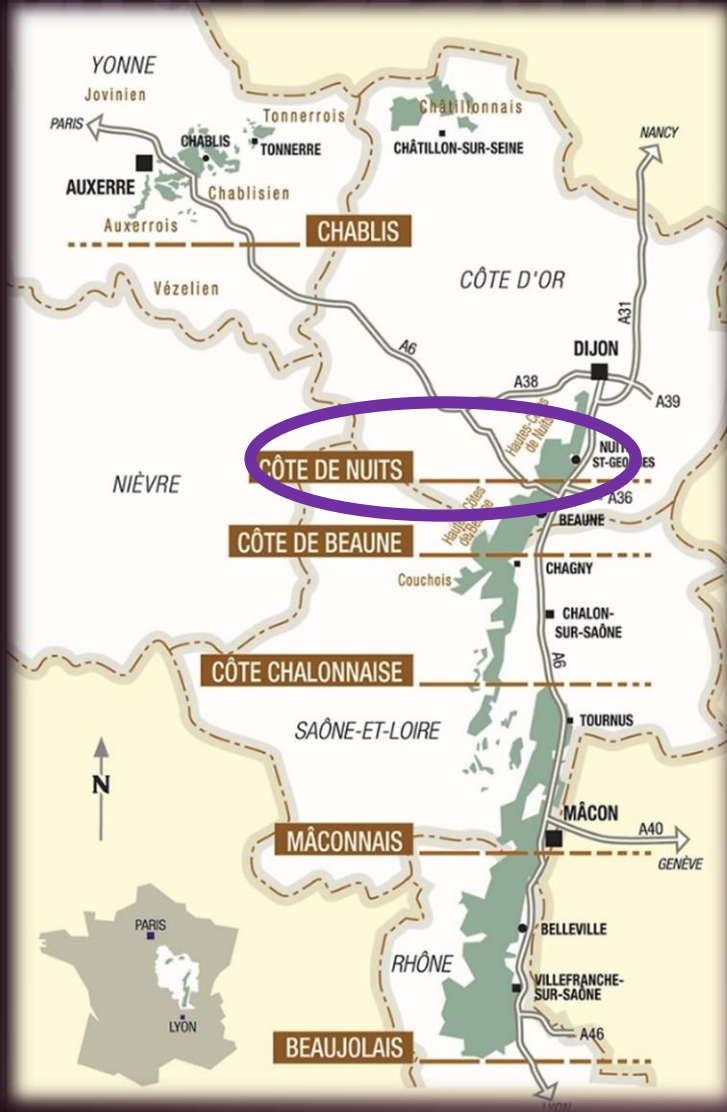 YONNE
Jovinien
PARIS
Tonnerrois
CHABLIS
TONNERRE
AUXERRE
Chablisien
Auxerrois
CHABLIS
Vézelien
Châtillonnais
CHÂTILLON-SUR-SEINE
NANCY
CÔTE D'OR
A6
A31
DIJON
A38
A39
Hautes-Côtes
de Nuits
NUITS
ST-GEORGES
CÔTE DE NUITS
A36
NIÈVRE
BEAUNE
Hautes-Côtes
de Beaune
CÔTE DE BEAUNE
CHAGNY
Couchois
CHALON-
SUR-SAÔNE
A6
CÔTE CHALONNAISE
TOURNUS
SAÔNE-ET-LOIRE
N
MÂCON
A40
MÂCONNAIS
GENÈVE
PARIS
LYON
BELLEVILLE
RHÔNE
VILLEFRANCHE-
SUR-SAÔNE
A46
BEAUJOLAIS
LYON